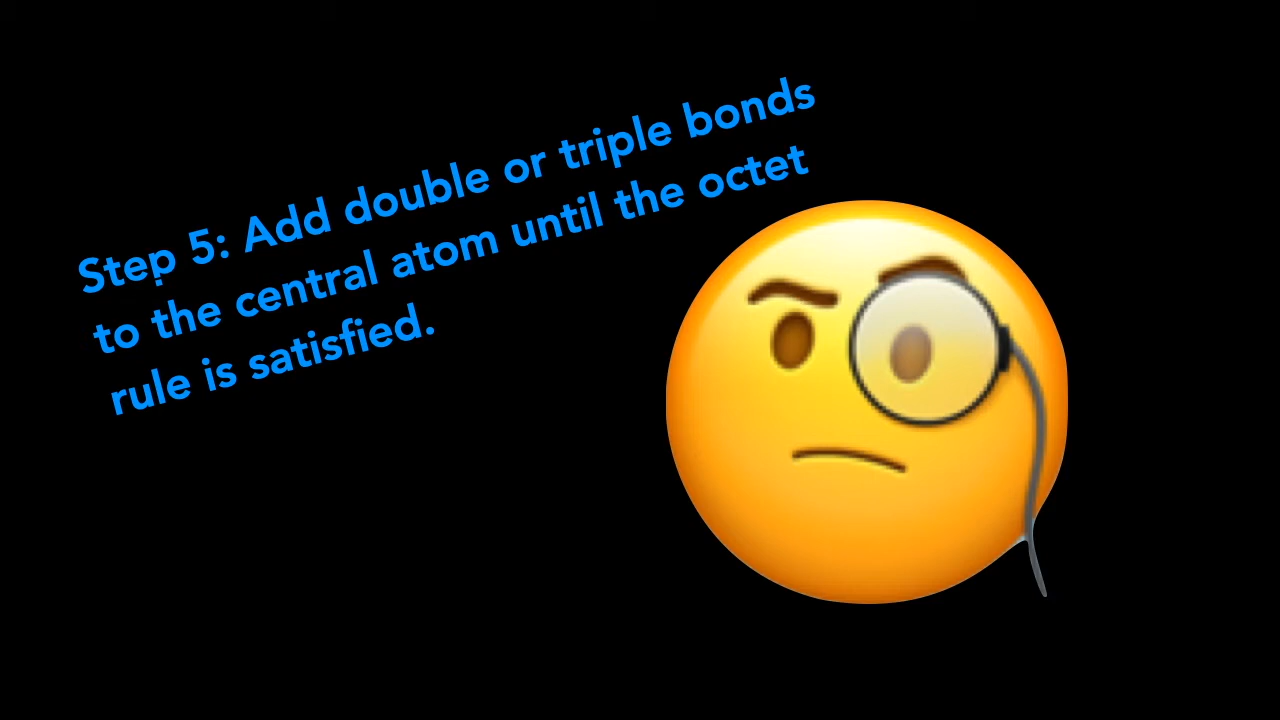 Step 5: Add double or triple bonds
to the central atom until the octet
rule is satisfied.